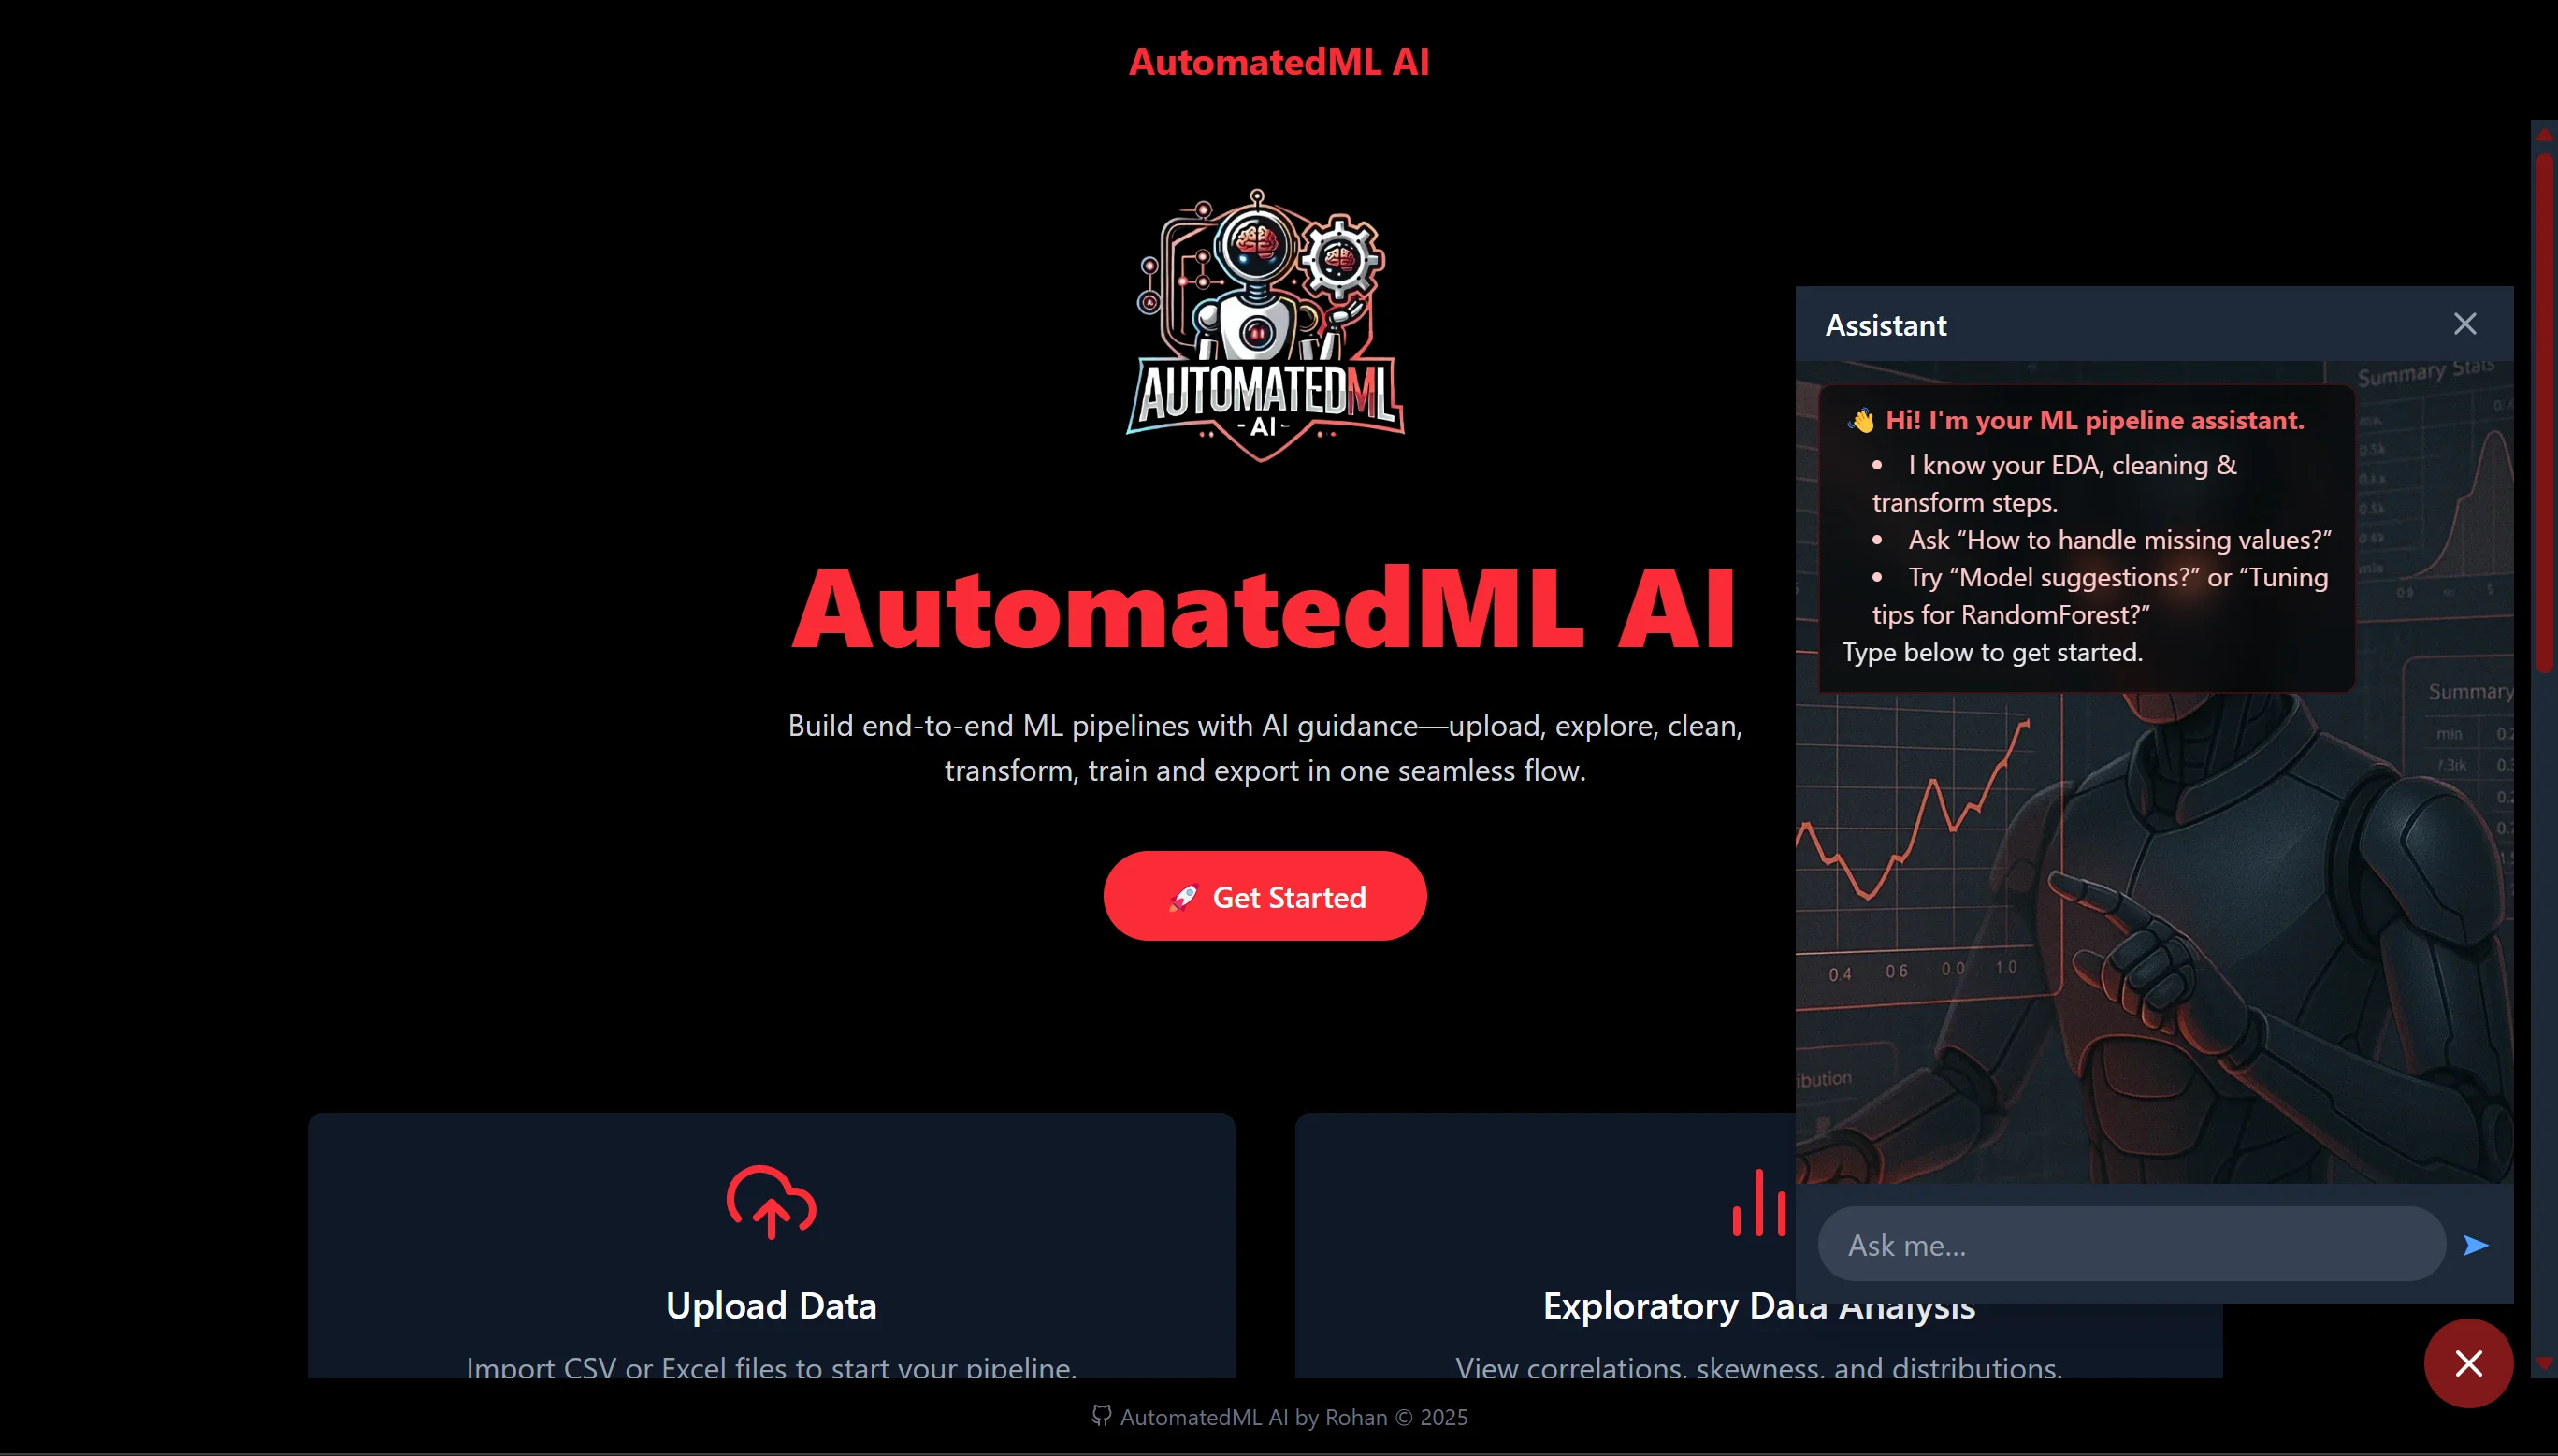 AutomatedML AI
AUTOMATEDML
-AI-
AutomatedML AI
Build end-to-end ML pipelines with AI guidance—upload, explore, clean,
transform, train and export in one seamless flow.
🚀 Get Started
Upload Data
Import CSV or Excel files to start your pipeline.
Exploratory Data Analysis
View correlations, skewness, and distributions.
Assistant
👋 Hi! I'm your ML pipeline assistant.
• I know your EDA, cleaning &
transform steps.
• Ask “How to handle missing values?”
• Try “Model suggestions?” or “Tuning
tips for RandomForest?”
Type below to get started.
Summary Stats
Summary
min 0.2
0.4 0 6 0.0 1.0
ibution
Ask me...
AutomatedML AI by Rohan © 2025